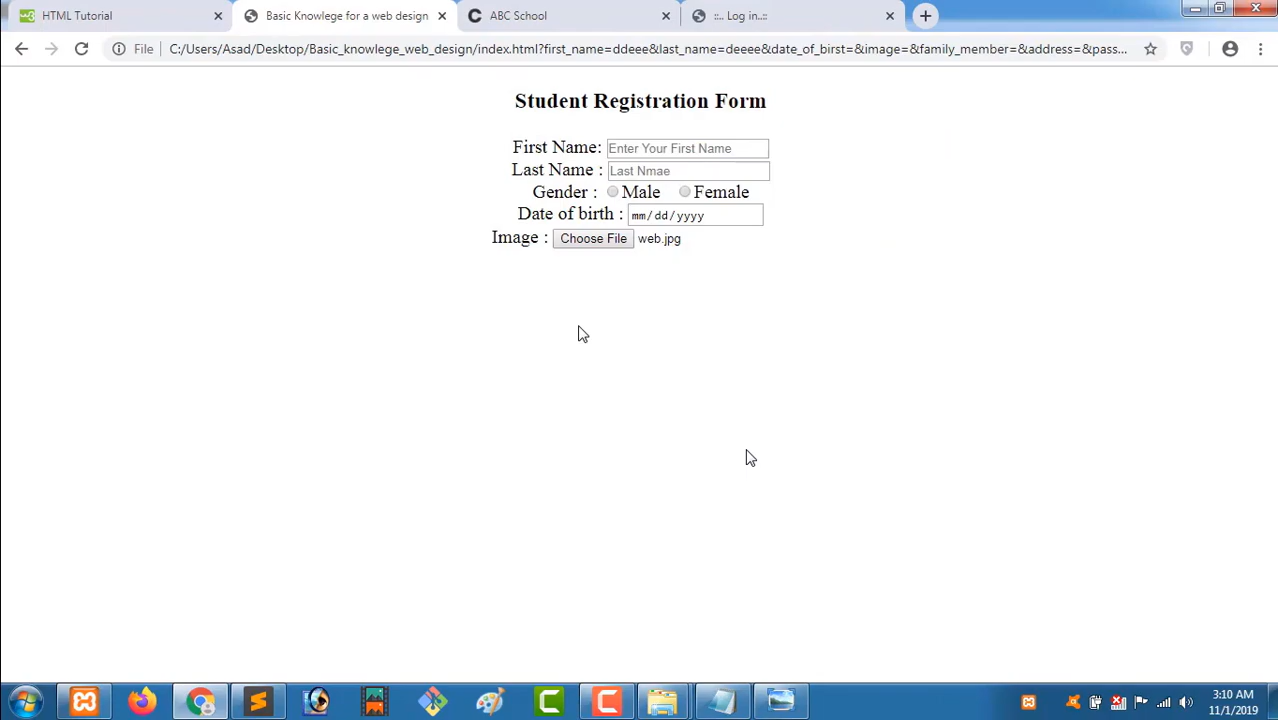 HTML Tutorial
Basic Knowlege for a web design
ABC School
::.. Log in..::
File C:/Users/Asad/Desktop/Basic_knowlege_web_design/index.html?first_name=ddeee&last_name=deeee&date_of_birst=&image=&family_member=&address=&pass...
Student Registration Form
First Name: Enter Your First Name
Last Name : Last Nmae
Gender : Male Female
Date of birth : mm/dd/yyyy
Image : Choose File web.jpg
3:10 AM
11/1/2019